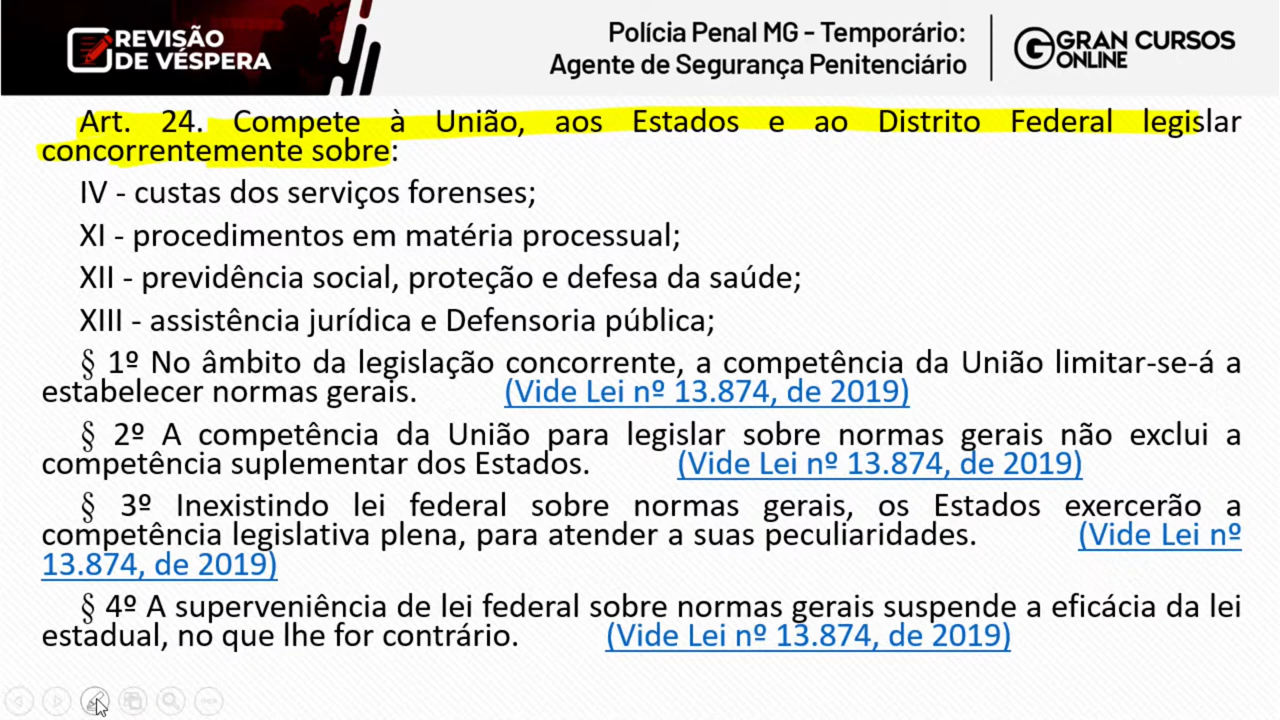 REVISÃO
DE VÉSPERA
Polícia Penal MG - Temporário:
Agente de Segurança Penitenciário
GRAN CURSOS
ONLINE
Art. 24. Compete à União, aos Estados e ao Distrito Federal legislar
concorrentemente sobre:
IV - custas dos serviços forenses;
XI - procedimentos em matéria processual;
XII - previdência social, proteção e defesa da saúde;
XIII - assistência jurídica e Defensoria pública;
§ 1º No âmbito da legislação concorrente, a competência da União limitar-se-á a
estabelecer normas gerais. (Vide Lei nº 13.874, de 2019)
§ 2º A competência da União para legislar sobre normas gerais não exclui a
competência suplementar dos Estados. (Vide Lei nº 13.874, de 2019)
§ 3º Inexistindo lei federal sobre normas gerais, os Estados exercerão a
competência legislativa plena, para atender a suas peculiaridades. (Vide Lei nº
13.874, de 2019)
§ 4º A superveniência de lei federal sobre normas gerais suspende a eficácia da lei
estadual, no que lhe for contrário. (Vide Lei nº 13.874, de 2019)